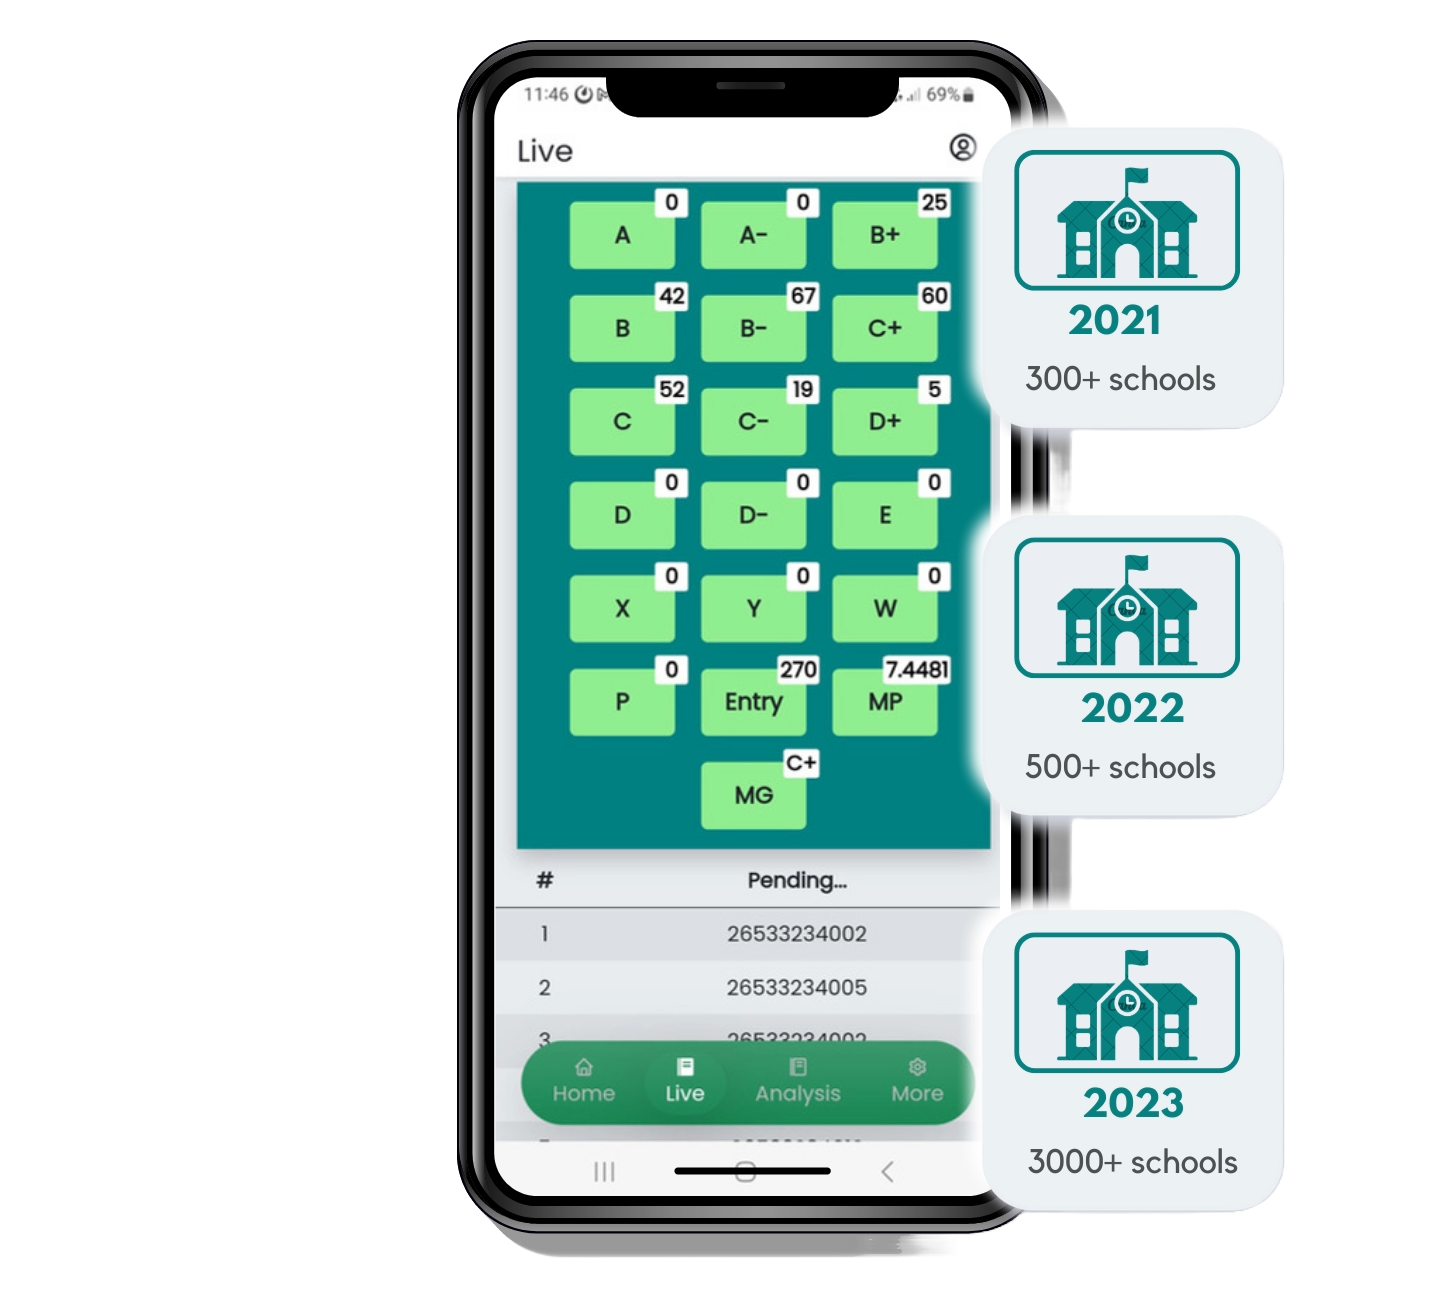 11:46
69%
Live
0 0 25
A A- B+
42 67 60
B B- C+
52 19 5
C C- D+
0 0 0
D D- E
0 0 0
X Y W
0 270 7.4481
P Entry MP
C+
MG
# Pending...
1 26533234002
2 26533234005
3
Home Live Analysis More
2021
300+ schools
2022
500+ schools
2023
3000+ schools